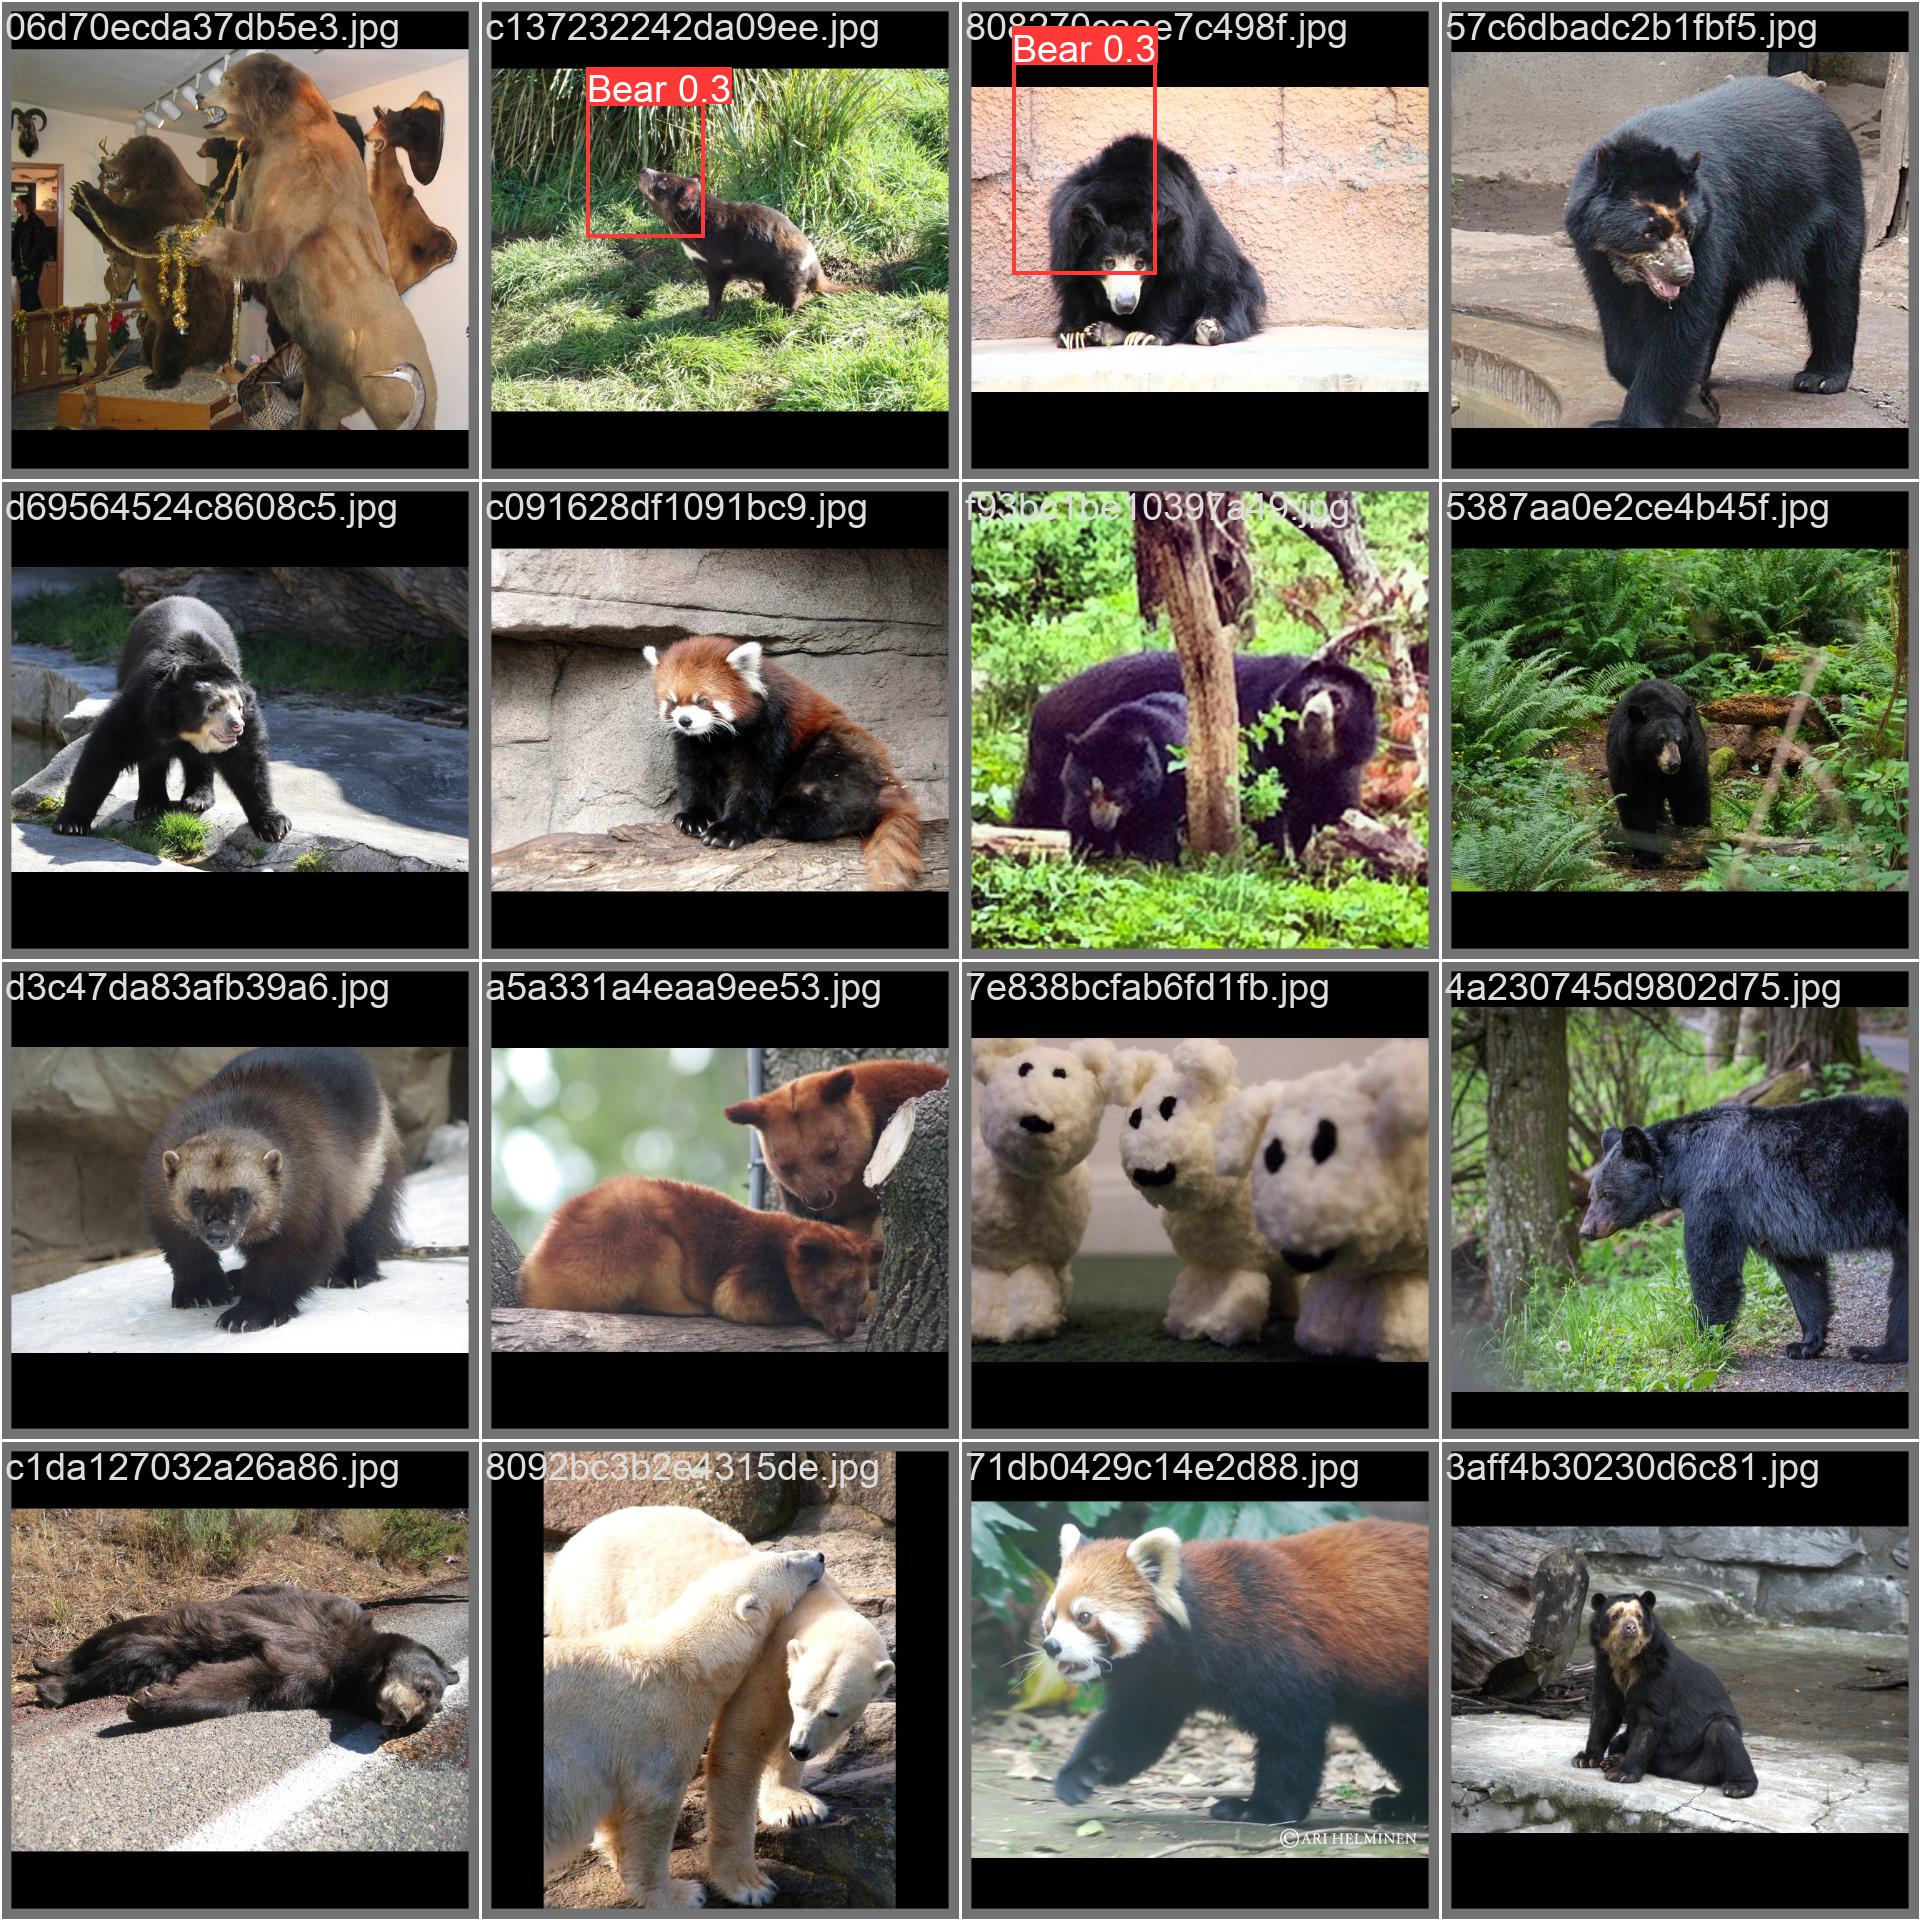 06d70ecda37db5e3.jpg
c137232242da09ee.jpg
e7c498f.jpg
57c6dbadc2b1fbf5.jpg
Bear 0.3
Bear 0.3
d69564524c8608c5.jpg
c091628df1091bc9.jpg
f93bc1be10397a49.jpg
5387aa0e2ce4b45f.jpg
d3c47da83afb39a6.jpg
a5a331a4eaa9ee53.jpg
7e838bcfab6fd1fb.jpg
4a230745d9802d75.jpg
c1da127032a26a86.jpg
8092bc3b2e4315de.jpg
71db0429c14e2d88.jpg
3aff4b30230d6c81.jpg
©ARI HELMINEN